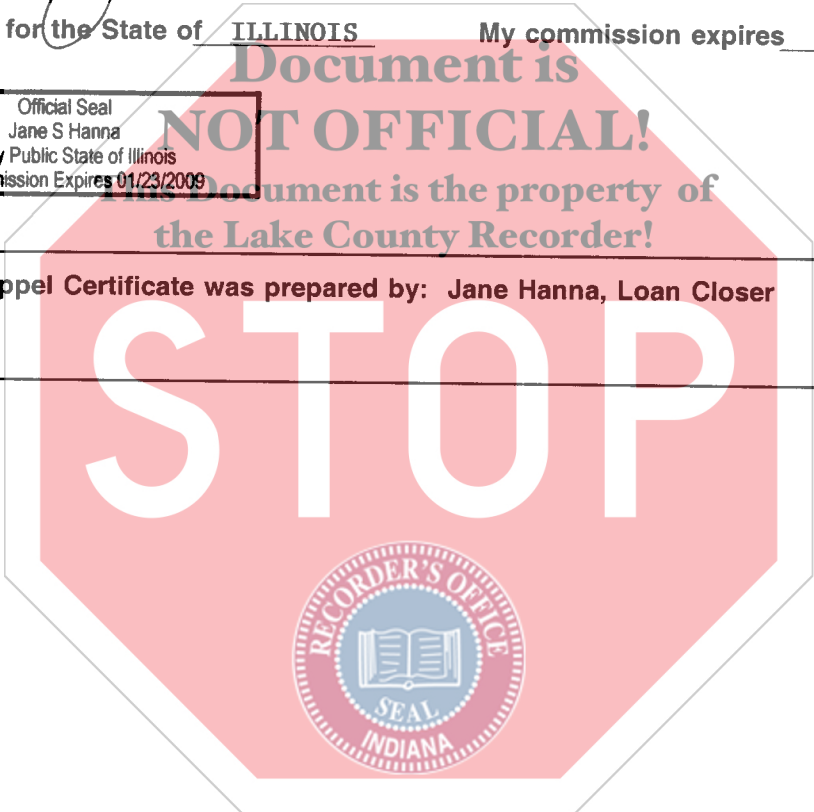 for the State of ILLINOIS My commission expires
Document is
Official Seal
Jane S Hanna
NOT OFFICIAL!
Public State of Illinois
Expires 01/23/2009
This Document is the property of
the Lake County Recorder!
Certificate was prepared by: Jane Hanna, Loan Closer
STOP
RECORDER'S OFFICE
SEAL
INDIANA